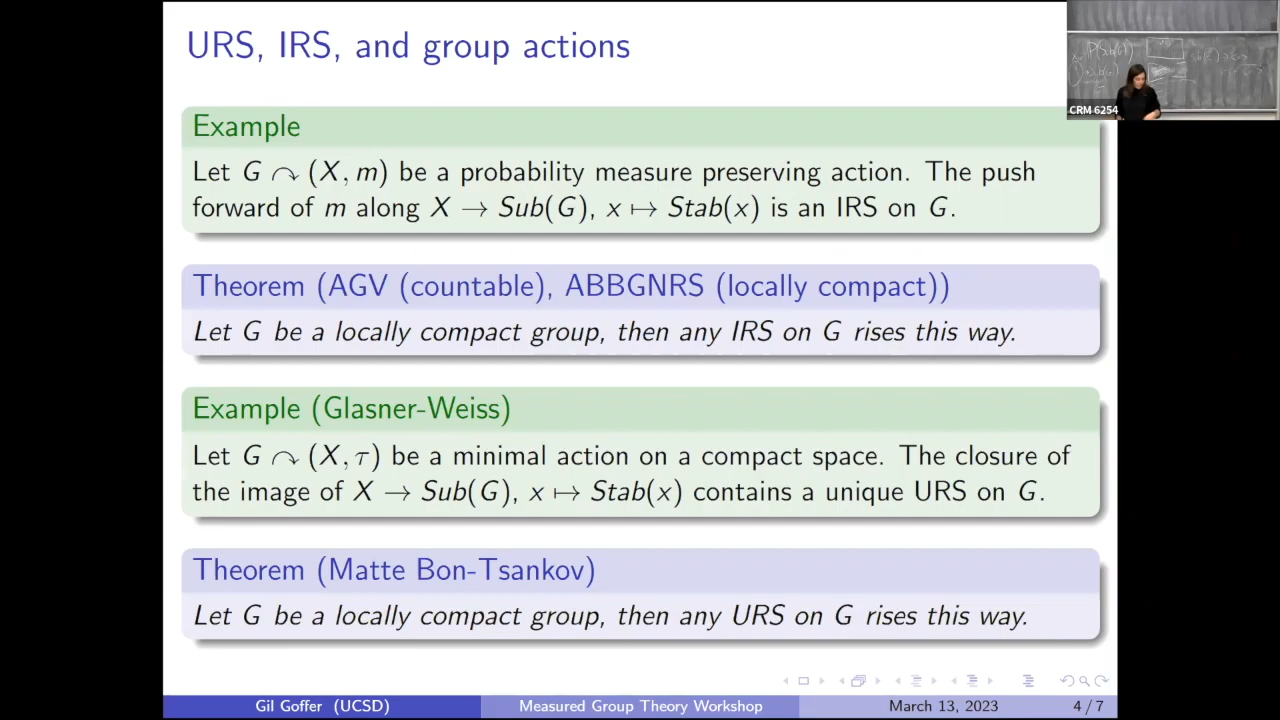 URS, IRS, and group actions
Example
Let G ↷ (X, m) be a probability measure preserving action. The push
forward of m along X → Sub(G), x ↦ Stab(x) is an IRS on G.
Theorem (AGV (countable), ABBGNRS (locally compact))
Let G be a locally compact group, then any IRS on G rises this way.
Example (Glasner-Weiss)
Let G ↷ (X, τ) be a minimal action on a compact space. The closure of
the image of X → Sub(G), x ↦ Stab(x) contains a unique URS on G.
Theorem (Matte Bon-Tsankov)
Let G be a locally compact group, then any URS on G rises this way.
Gil Goffer (UCSD)
Measured Group Theory Workshop
March 13, 2023
4 / 7
CRM 6254